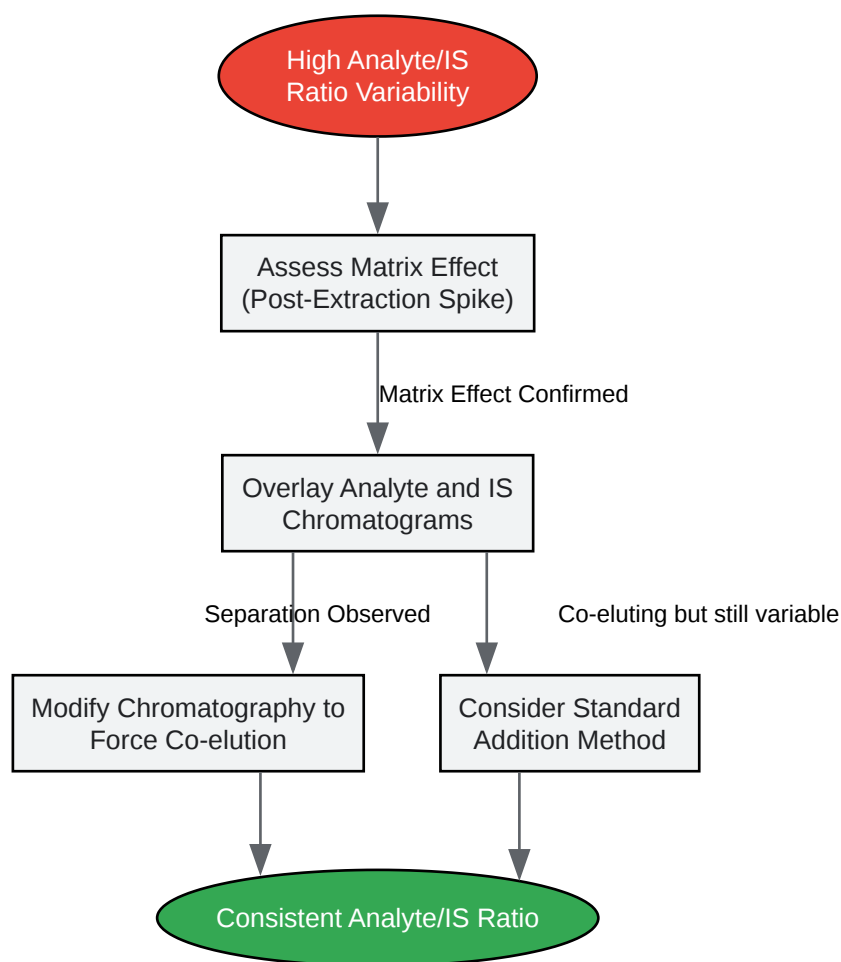 High Analyte/IS
Ratio Variability
Assess Matrix Effect
(Post-Extraction Spike)
Matrix Effect Confirmed
Overlay Analyte and IS
Chromatograms
Separation Observed
Co-eluting but still variable
Modify Chromatography to
Force Co-elution
Consider Standard
Addition Method
Consistent Analyte/IS Ratio